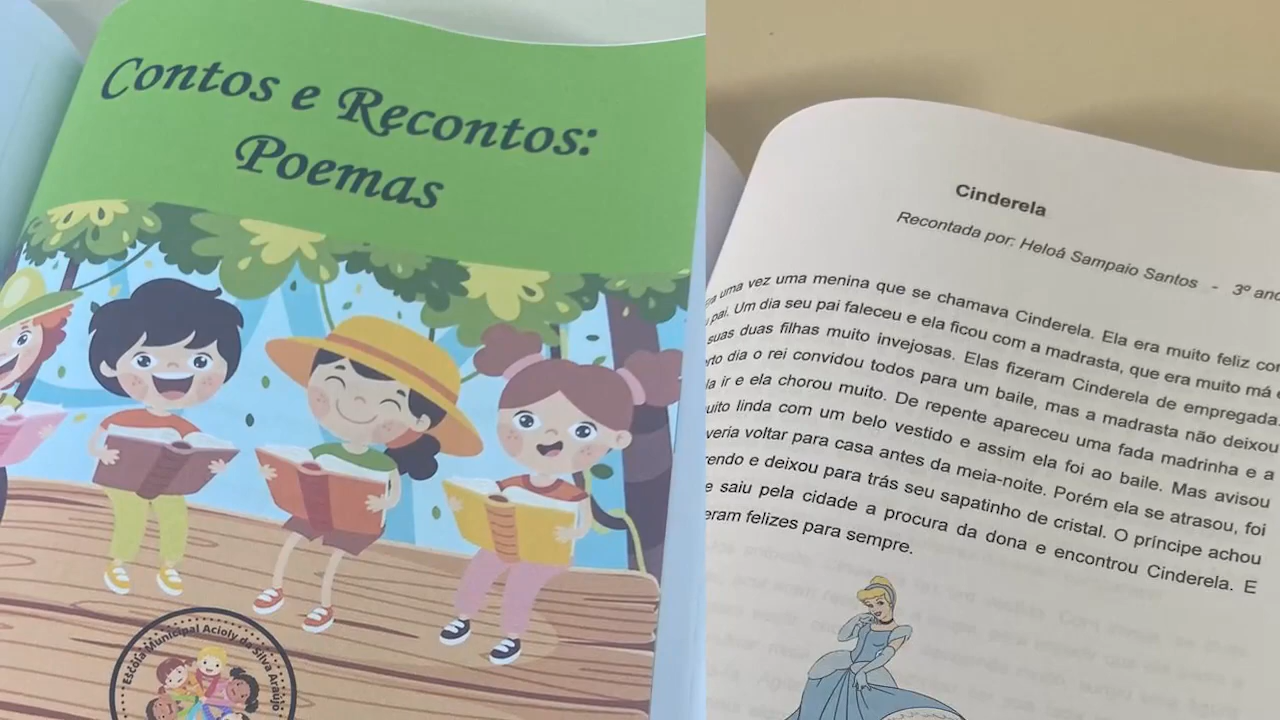 Contos e Recontos:
Poemas
Escola Municipal Acioly da Silva Araújo
Cinderela
Recontada por: Heloá Sampaio Santos - 3º ano
uma vez uma menina que se chamava Cinderela. Ela era muito feliz
pai. Um dia seu pai faleceu e ela ficou com a madrasta, que era muito má
suas duas filhas muito invejosas. Elas fizeram Cinderela de empregada.
dia o rei convidou todos para um baile, mas a madrasta não deixou
ir e ela chorou muito. De repente apareceu uma fada madrinha e a
linda com um belo vestido e assim ela foi ao baile. Mas avisou
voltar para casa antes da meia-noite. Porém ela se atrasou, foi
e deixou para trás seu sapatinho de cristal. O príncipe achou
e saiu pela cidade a procura da dona e encontrou Cinderela. E
felizes para sempre.